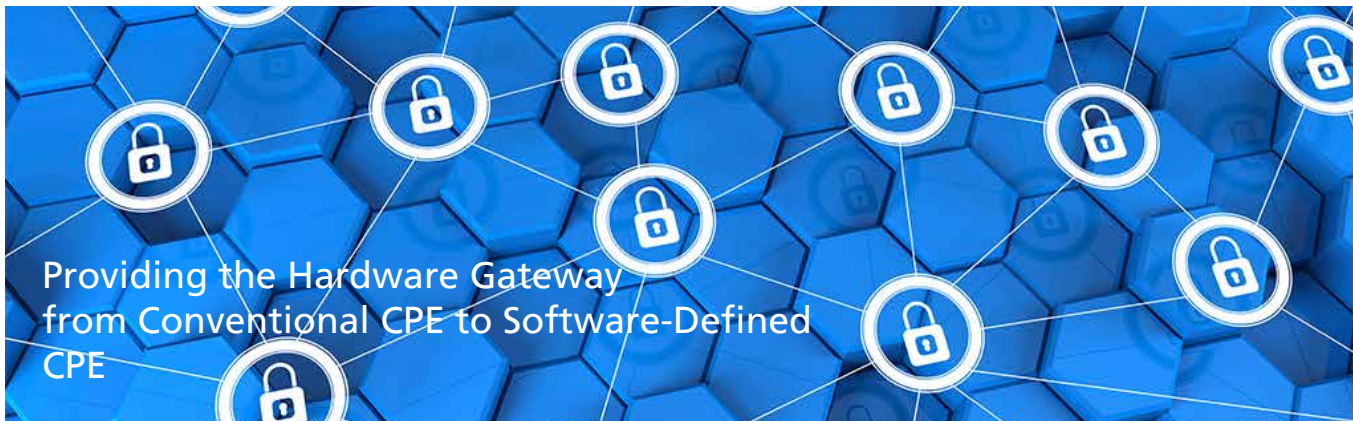 Providing the Hardware Gateway
from Conventional CPE to Software-Defined
CPE